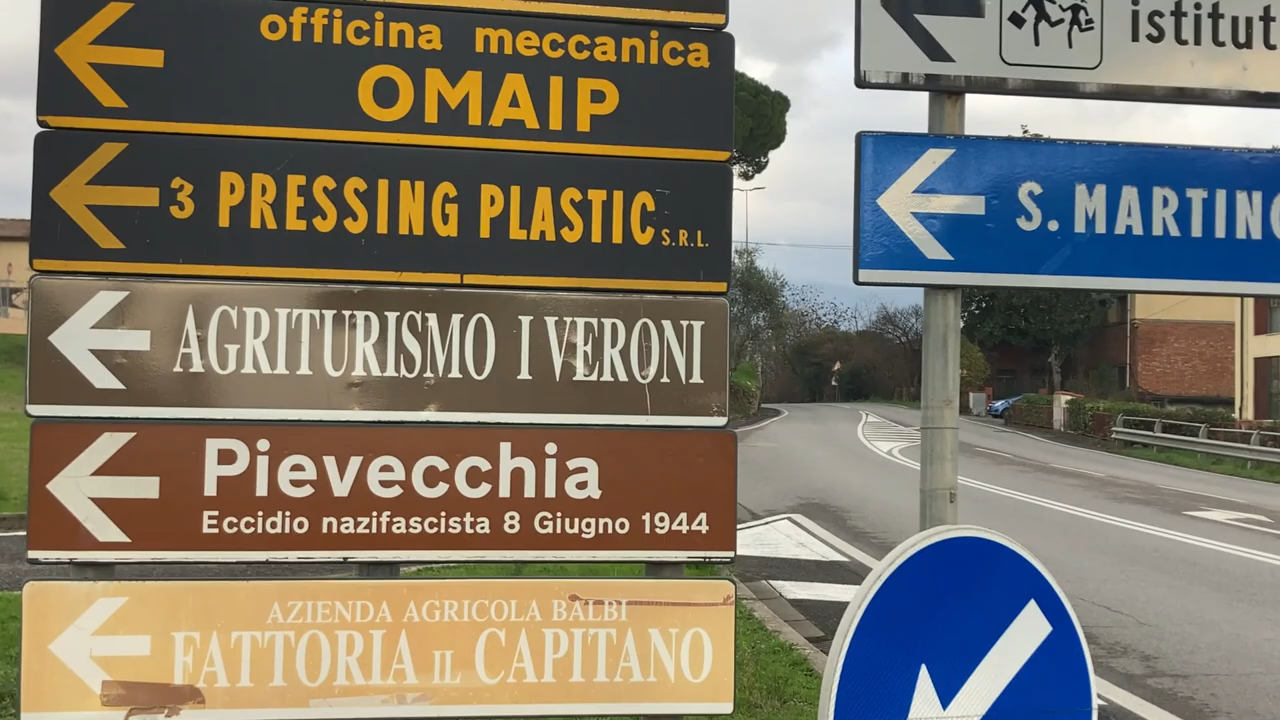 officina meccanica
OMAIP
3 PRESSING PLASTIC S.R.L.
AGRITURISMO I VERONI
Pievecchia
Eccidio nazifascista 8 Giugno 1944
AZIENDA AGRICOLA BALBI
FATTORIA IL CAPITANO
istitut
S. MARTINO